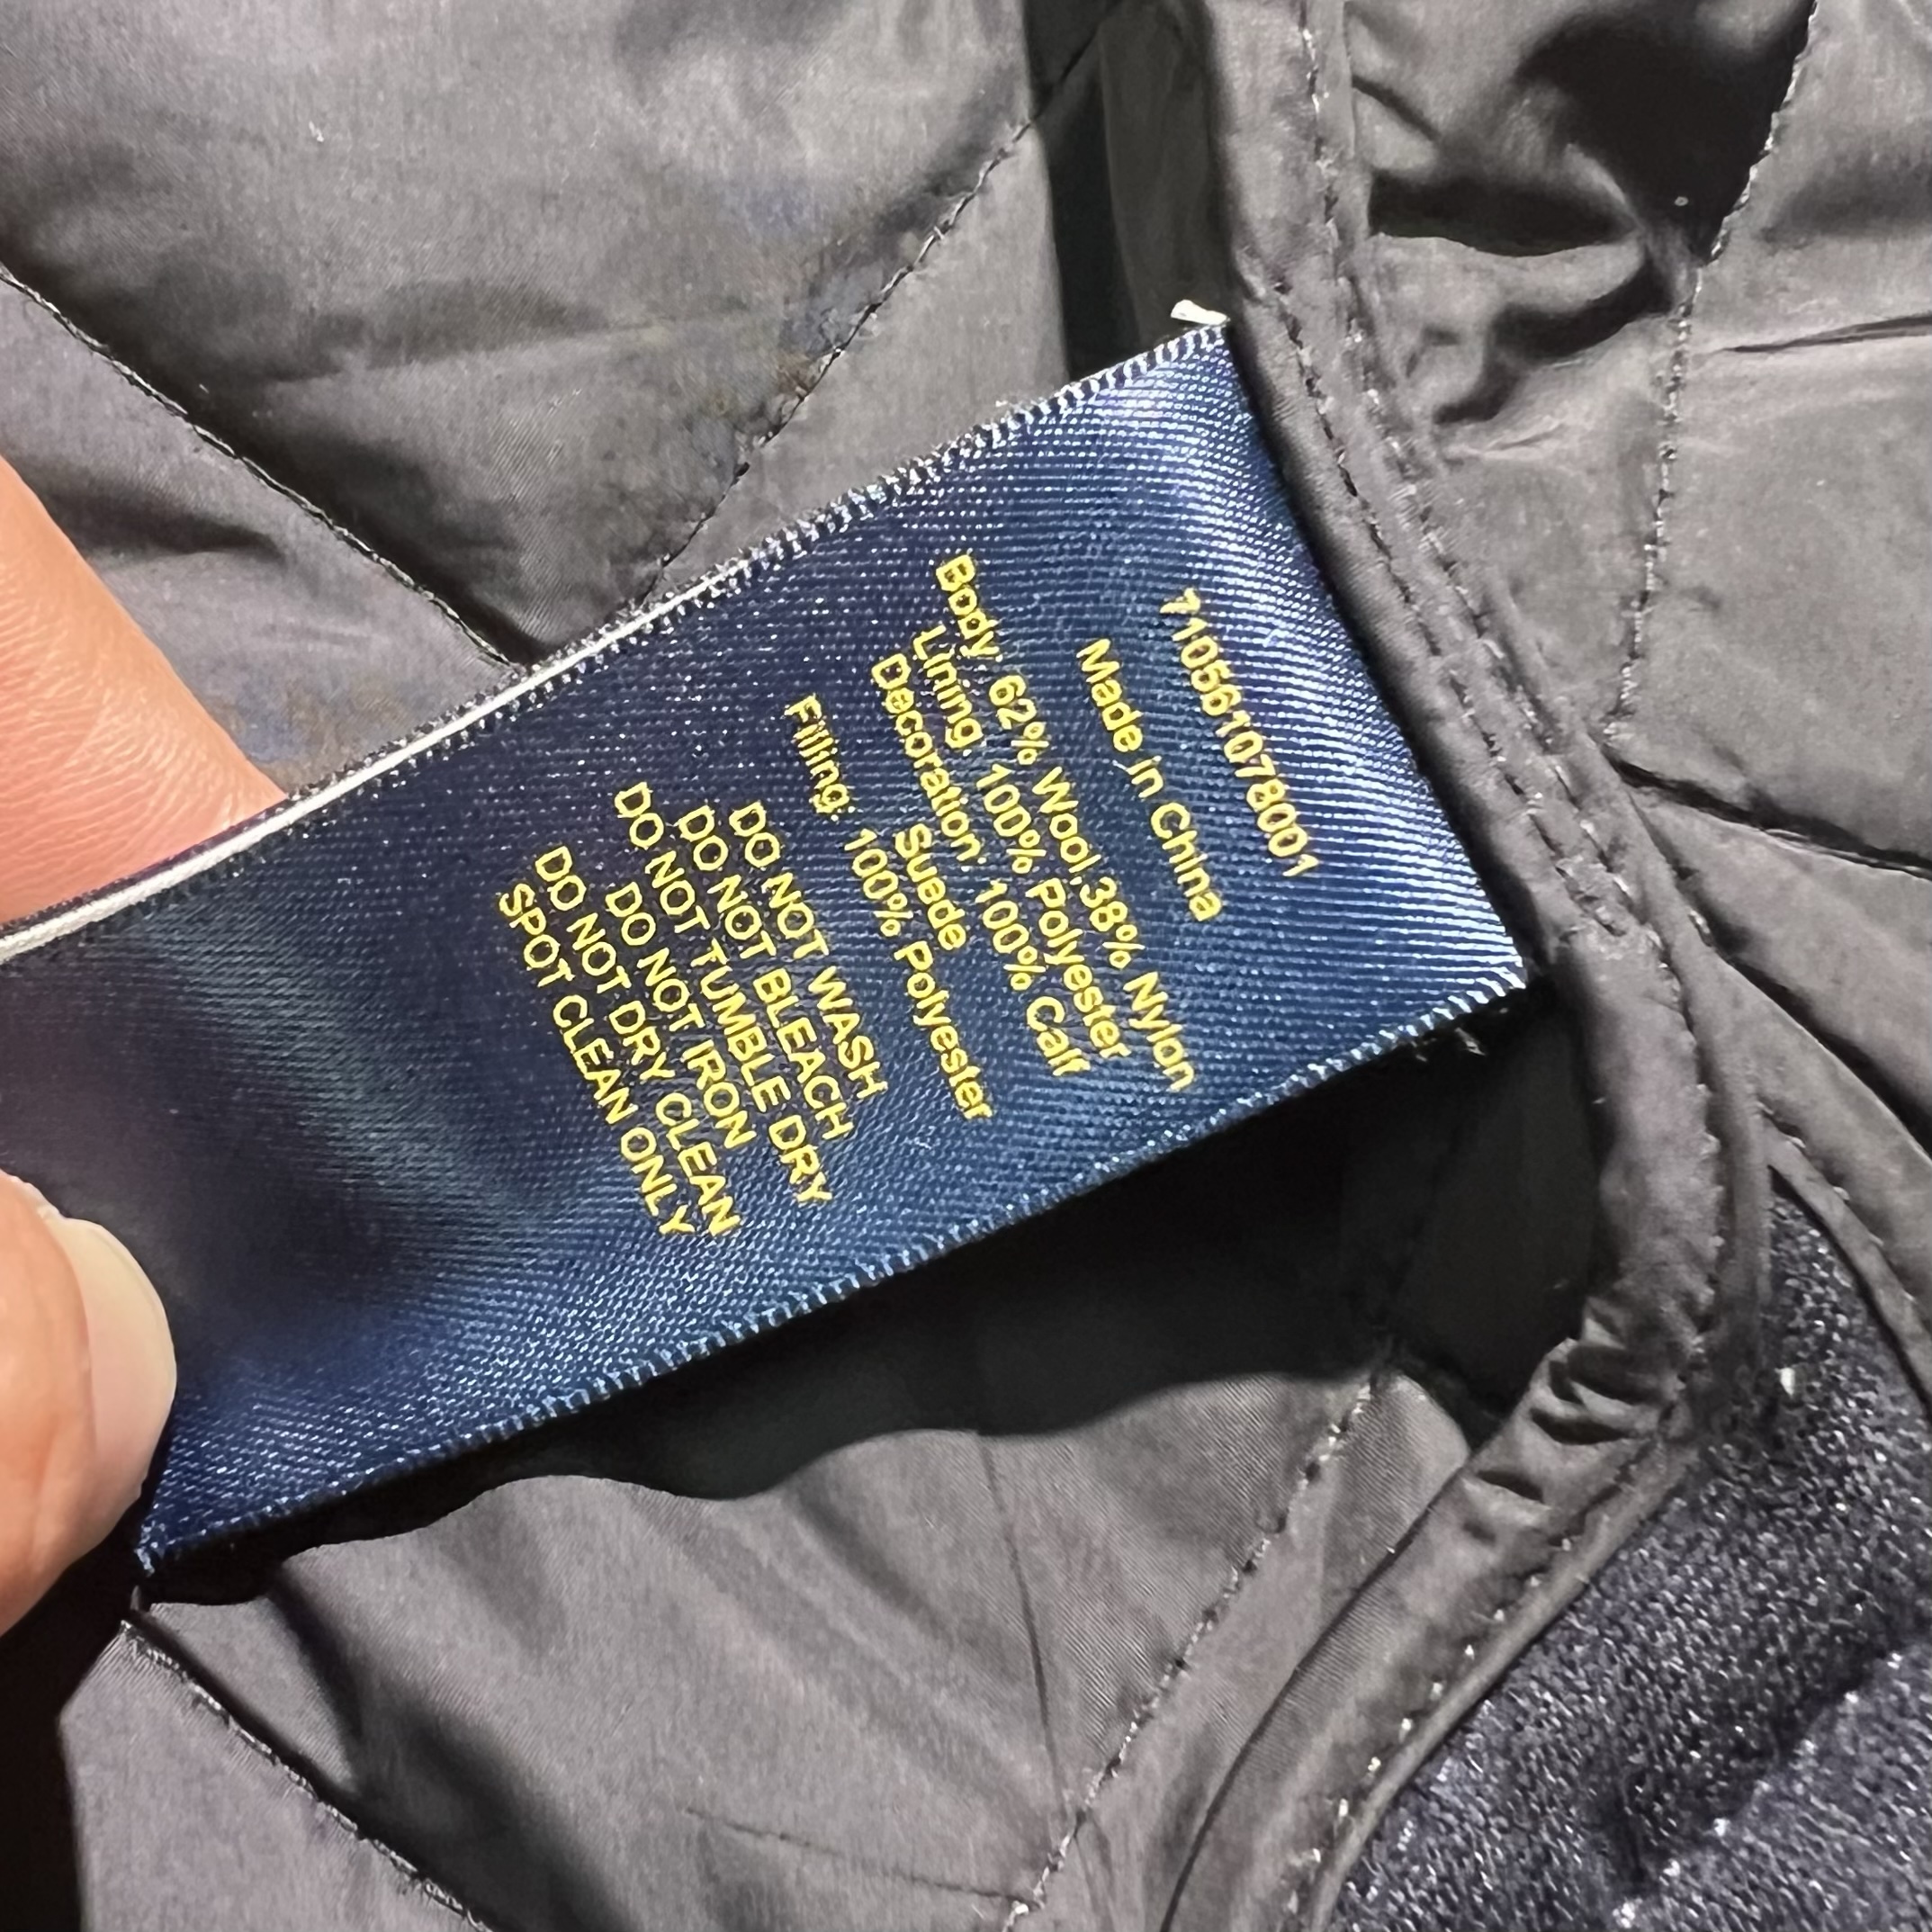 710561078001
Made in China
Body: 62% Wool,38% Nylon
Lining: 100% Polyester
Decoration: 100% Calf
Suede
Filling: 100% Polyester
DO NOT WASH
DO NOT BLEACH
DO NOT TUMBLE DRY
DO NOT IRON
DO NOT DRY CLEAN
SPOT CLEAN ONLY